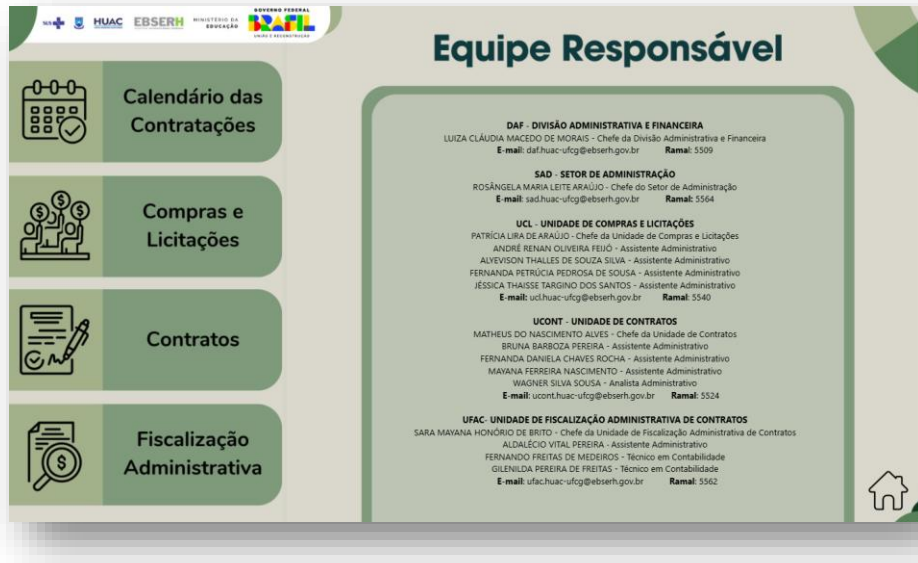 SUS
HUAC
EBSERH
MINISTÉRIO DA
EDUCAÇÃO
GOVERNO FEDERAL
BRASIL
UNIÃO E RECONSTRUÇÃO
Equipe Responsável
Calendário das
Contratações
Compras e
Licitações
Contratos
Fiscalização
Administrativa
DAF - DIVISÃO ADMINISTRATIVA E FINANCEIRA
LUIZA CLÁUDIA MACEDO DE MORAIS - Chefe da Divisão Administrativa e Financeira
E-mail: daf.huac-ufcg@ebserh.gov.br Ramal: 5509
SAD - SETOR DE ADMINISTRAÇÃO
ROSÂNGELA MARIA LEITE ARAÚJO - Chefe do Setor de Administração
E-mail: sad.huac-ufcg@ebserh.gov.br Ramal: 5564
UCL - UNIDADE DE COMPRAS E LICITAÇÕES
PATRÍCIA LIRA DE ARAÚJO - Chefe da Unidade de Compras e Licitações
ANDRÉ RENAN OLIVEIRA FEIJÓ - Assistente Administrativo
ALYEVISON THALLES DE SOUZA SILVA - Assistente Administrativo
FERNANDA PETRÚCIA PEDROSA DE SOUSA - Assistente Administrativo
JÉSSICA THAISSE TARGINO DOS SANTOS - Assistente Administrativo
E-mail: ucl.huac-ufcg@ebserh.gov.br Ramal: 5540
UCONT - UNIDADE DE CONTRATOS
MATHEUS DO NASCIMENTO ALVES - Chefe da Unidade de Contratos
BRUNA BARBOZA PEREIRA - Assistente Administrativo
FERNANDA DANIELA CHAVES ROCHA - Assistente Administrativo
MAYANA FERREIRA NASCIMENTO - Assistente Administrativo
WAGNER SILVA SOUSA - Analista Administrativo
E-mail: ucont.huac-ufcg@ebserh.gov.br Ramal: 5524
UFAC- UNIDADE DE FISCALIZAÇÃO ADMINISTRATIVA DE CONTRATOS
SARA MAYANA HONÓRIO DE BRITO - Chefe da Unidade de Fiscalização Administrativa de Contratos
ALDALÉCIO VITAL PEREIRA - Assistente Administrativo
FERNANDO FREITAS DE MEDEIROS - Técnico em Contabilidade
GILENILDA PEREIRA DE FREITAS - Técnico em Contabilidade
E-mail: ufac.huac-ufcg@ebserh.gov.br Ramal: 5562